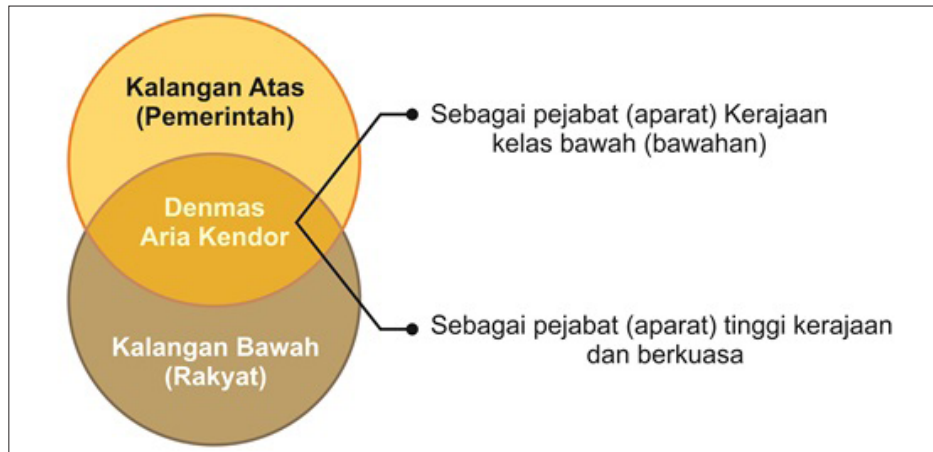 Kalangan Atas
(Pemerintah)
Sebagai pejabat (aparat) Kerajaan
kelas bawah (bawahan)
Denmas
Aria Kendor
Sebagai pejabat (aparat) tinggi kerajaan
dan berkuasa
Kalangan Bawah
(Rakyat)